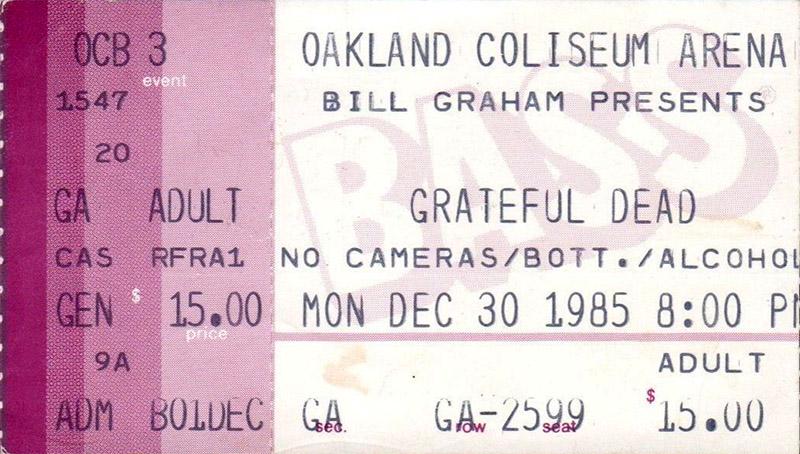 OCB 3 OAKLAND COLISEUM ARENA
event
1547 BILL GRAHAM PRESENTS
20
BASS ®
GA ADULT GRATEFUL DEAD
CAS RFRA1 NO CAMERAS/BOTT./ALCOHOL
GEN $ 15.00 MON DEC 30 1985 8:00 PM
price
9A ADULT
ADM B01DEC GA GA-2599 $15.00
sec. row seat